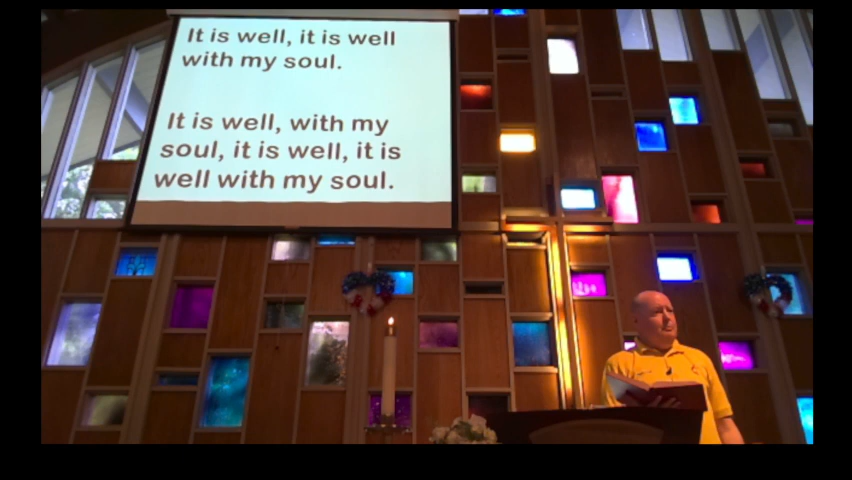 It is well, it is well
with my soul.
It is well, with my
soul, it is well, it is
well with my soul.